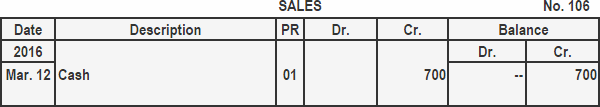 SALES No. 106
Date Description PR Dr. Cr. Balance
2016 Dr. Cr.
Mar. 12 Cash 01 700 -- 700